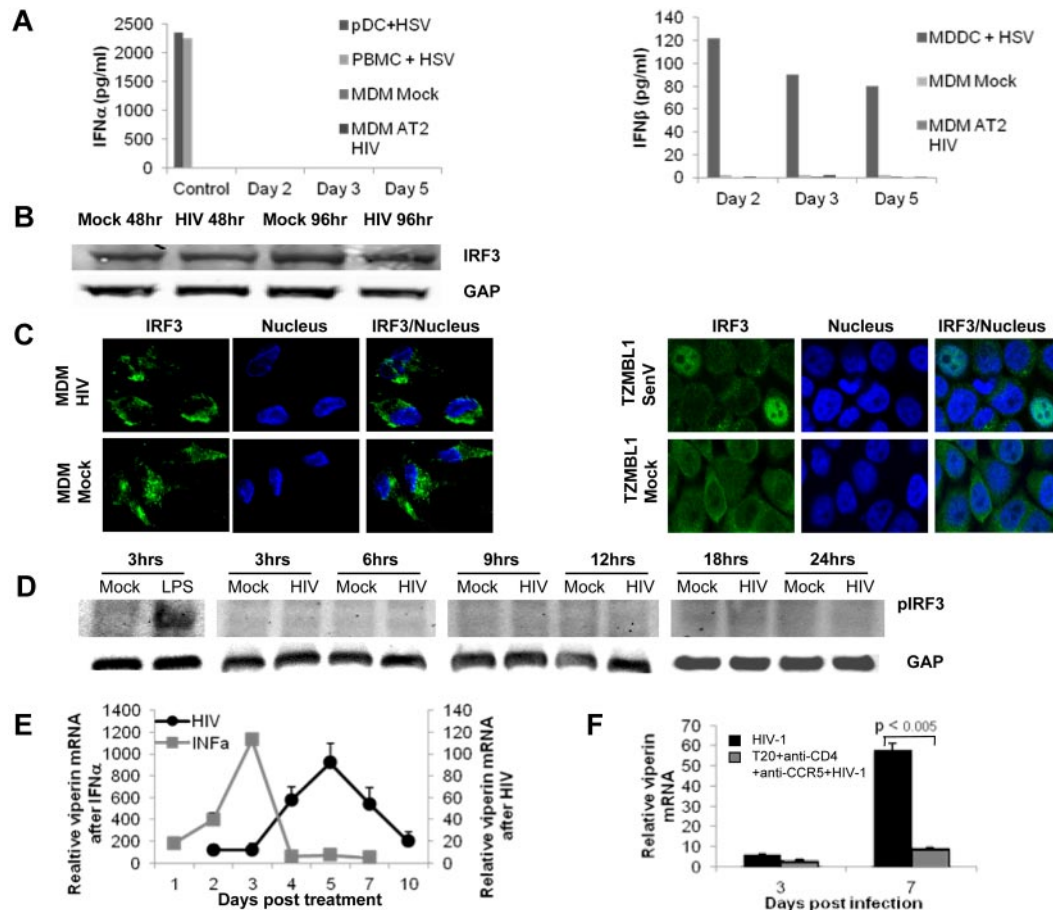 A
IFNα (pg/ml)
2500
2000
1500
1000
500
0
Control Day 2 Day 3 Day 5
pDC+HSV
PBMC + HSV
MDM Mock
MDM AT2
HIV
IFNβ (pg/ml)
140
120
100
80
60
40
20
0
Day 2 Day 3 Day 5
MDDC + HSV
MDM Mock
MDM AT2
HIV
B
Mock 48hr HIV 48hr Mock 96hr HIV 96hr
IRF3
GAP
C
IRF3 Nucleus IRF3/Nucleus
MDM
HIV
MDM
Mock
IRF3 Nucleus IRF3/Nucleus
TZMBL1
SenV
TZMBL1
Mock
D
3hrs 3hrs 6hrs 9hrs 12hrs 18hrs 24hrs
Mock LPS Mock HIV Mock HIV Mock HIV Mock HIV Mock HIV Mock HIV
pIRF3
GAP
E
Realtive viperin mRNA
after IFNα
1400
1200
1000
800
600
400
200
0
HIV
INFa
140
120
100
80
60
40
20
0
Relative viperin mRNA
after HIV
1 2 3 4 5 7 10
Days post treatment
F
Relative viperin
mRNA
70
60
50
40
30
20
10
0
HIV-1
T20+anti-CD4
+anti-CCR5+HIV-1
p < 0.005
3 7
Days post infection